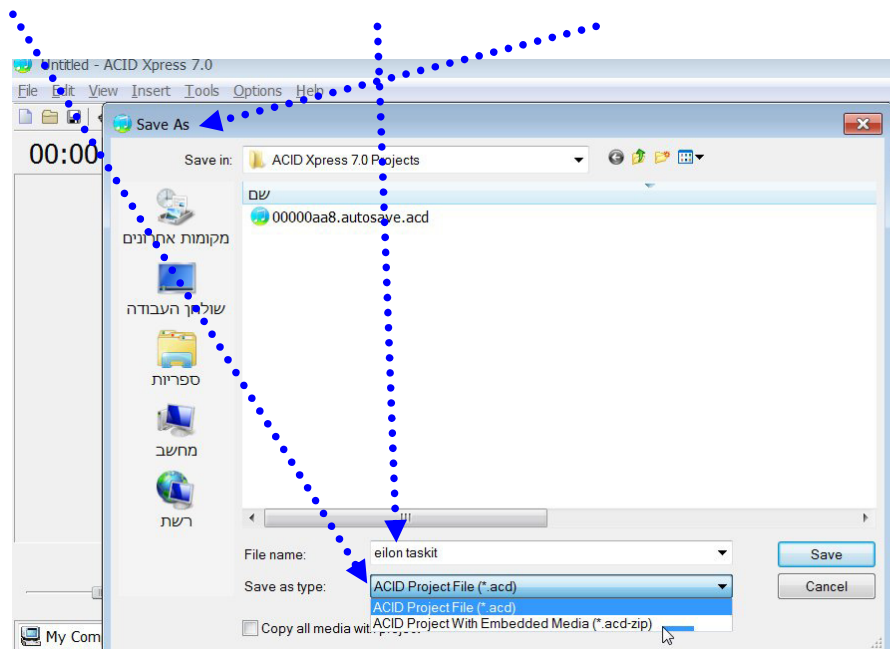 Untitled - ACID Xpress 7.0
File Edit View Insert Tools Options Help
Save As
00:00
Save in: ACID Xpress 7.0 Projects
שם
00000aa8.autosave.acd
מקומות אחרונים
שולחן העבודה
ספריות
מחשב
רשת
File name: eilon taskit Save
Save as type: ACID Project File (*.acd) Cancel
ACID Project File (*.acd)
ACID Project With Embedded Media (*.acd-zip)
Copy all media with project
My Com